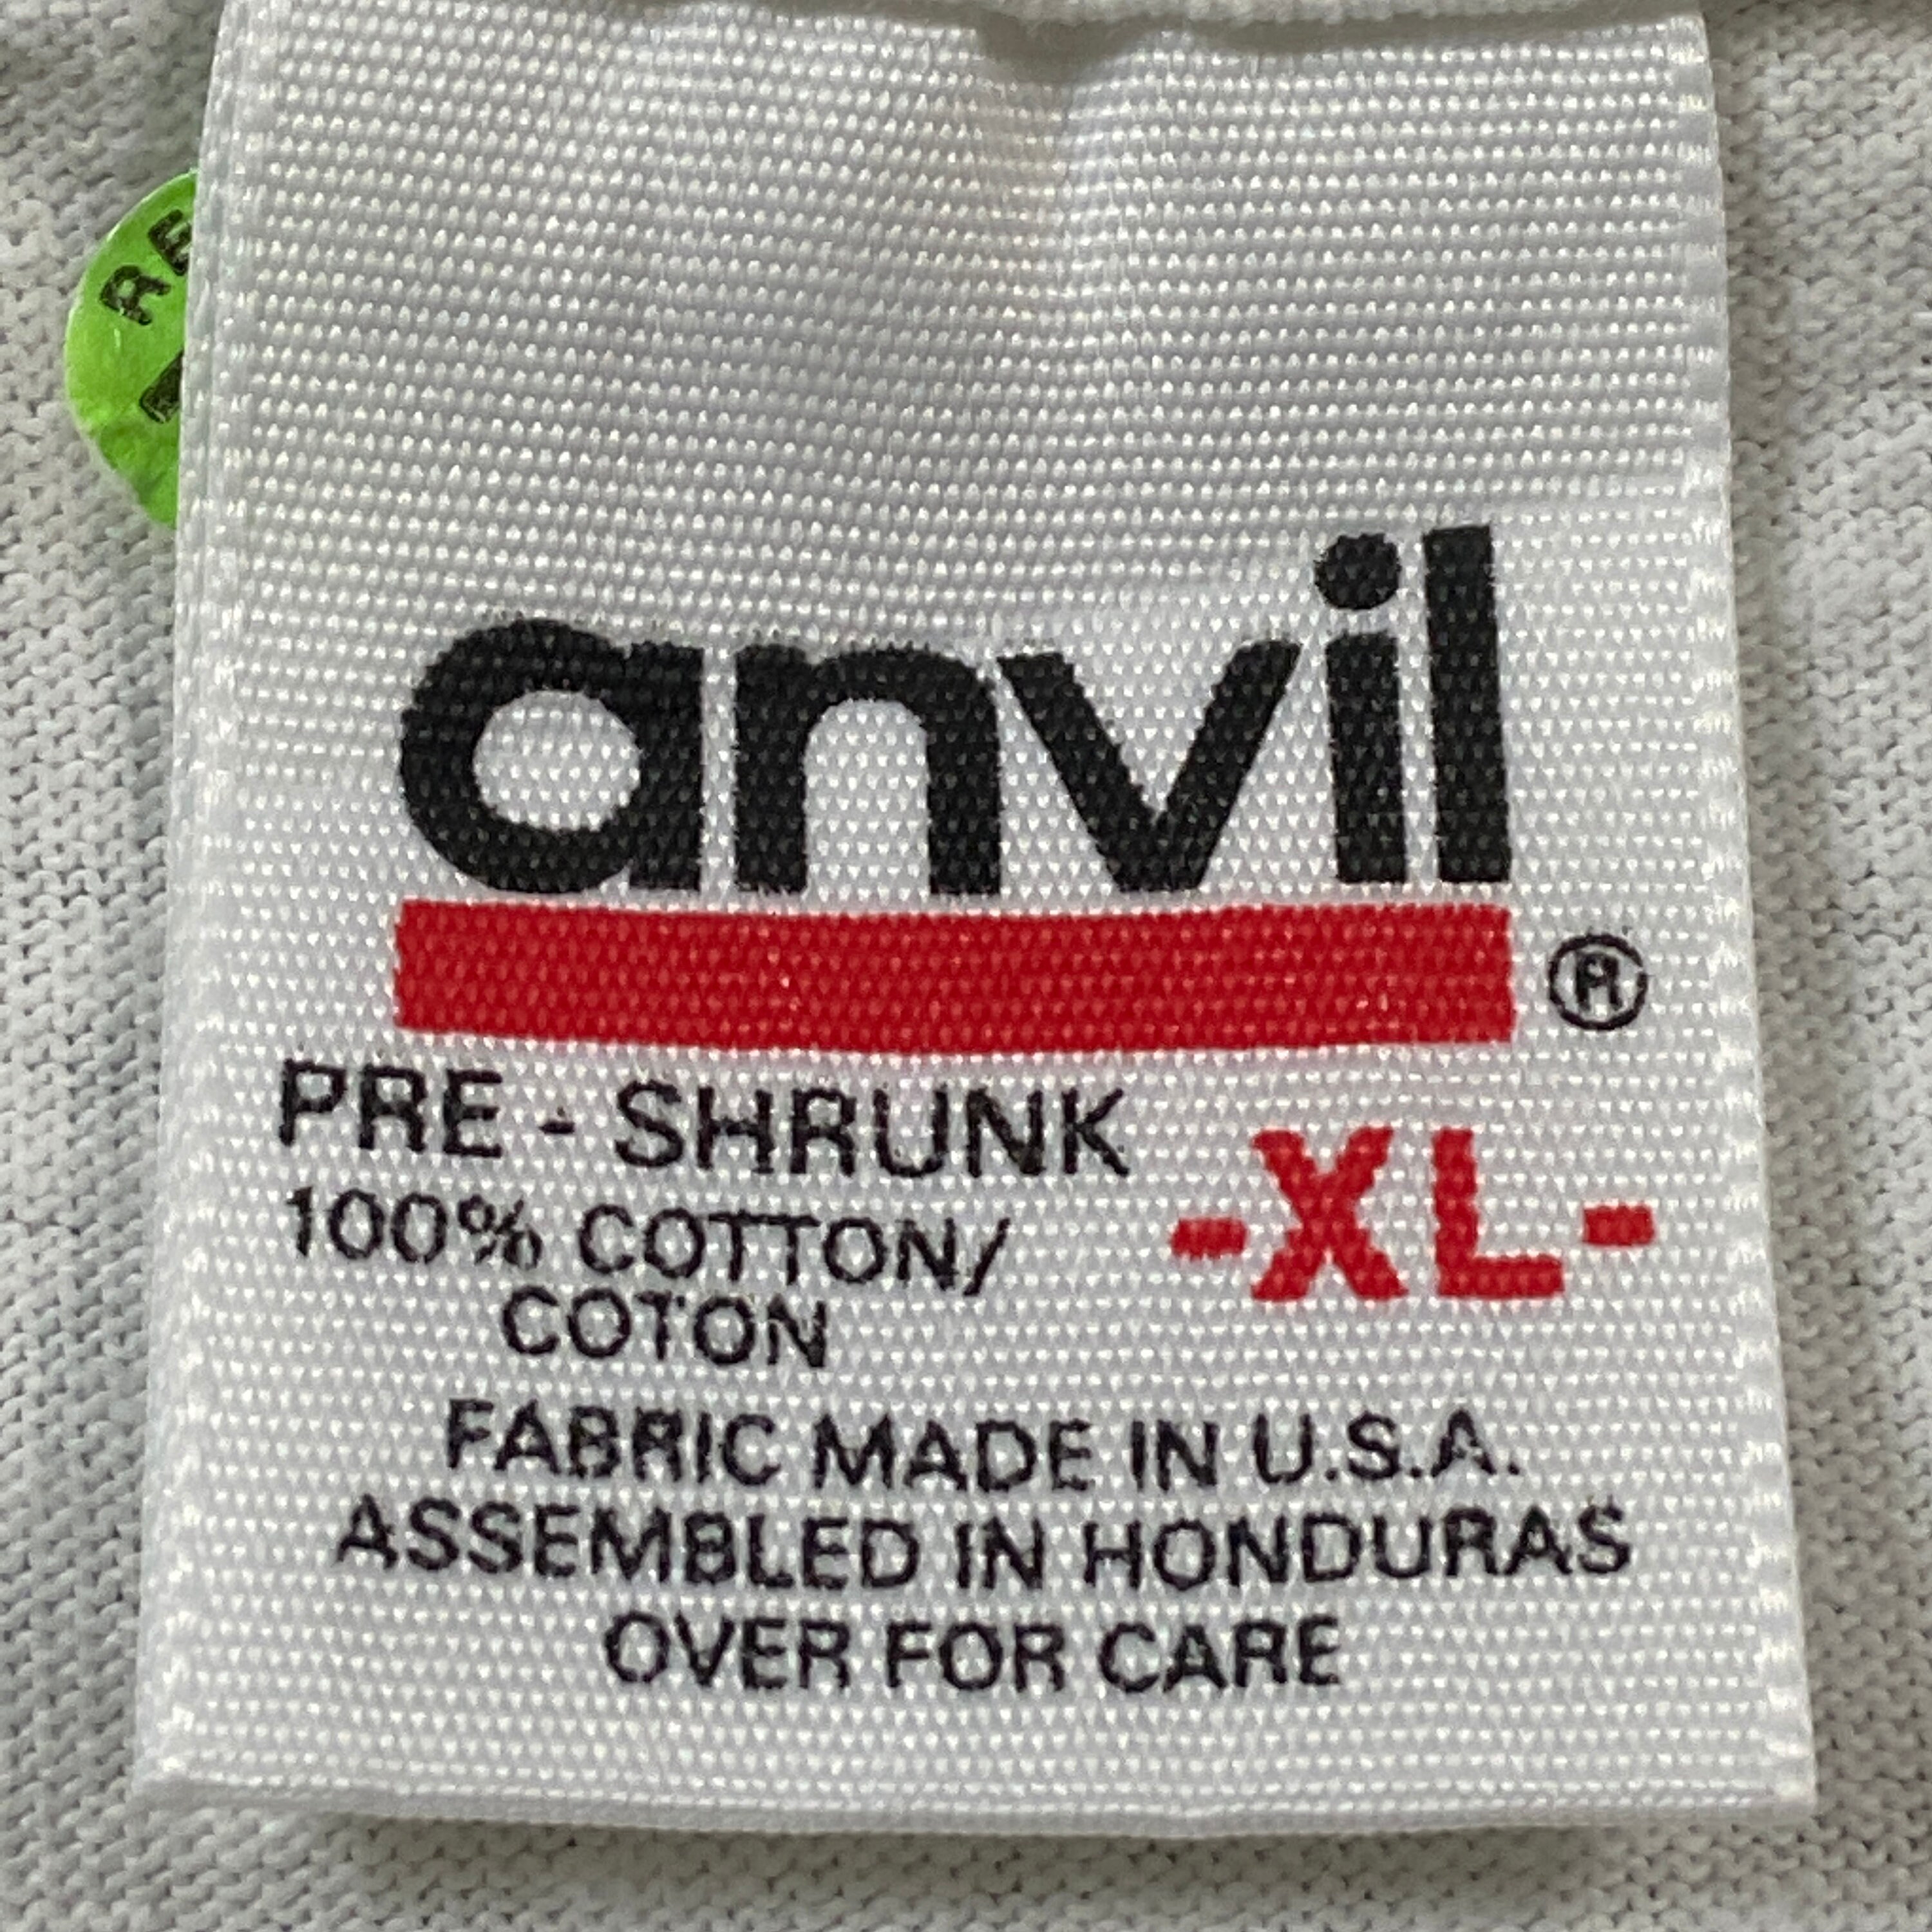 anvil
®
PRE - SHRUNK
-XL-
100% COTTON/
COTON
FABRIC MADE IN U.S.A.
ASSEMBLED IN HONDURAS
OVER FOR CARE